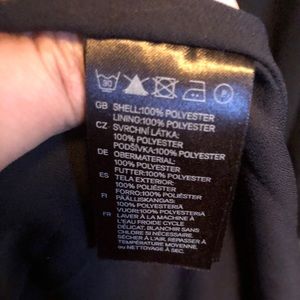 GB SHELL:100% POLYESTER
LINING:100% POLYESTER
CZ SVRCHNÍ LÁTKA:
100% POLYESTER
PODŠÍVKA:100% POLYESTER
DE OBERMATERIAL:
100% POLYESTER
FUTTER:100% POLYESTER
ES TELA EXTERIOR:
100% POLIÉSTER
FORRO:100% POLIÉSTER
FI PÄÄLLISKANGAS:
100% POLYESTERIA
VUORI:100% POLYESTERIA
FR LAVER À LA MACHINE À
L'EAU FROIDE CYCLE
DÉLICAT, BLANCHIR SANS
CHLORE SI NÉCESSAIRE,
SÉCHER À L'AIR, REPASSER À
TEMPÉRATURE MOYENNE,
OU NETTOYAGE À SEC.